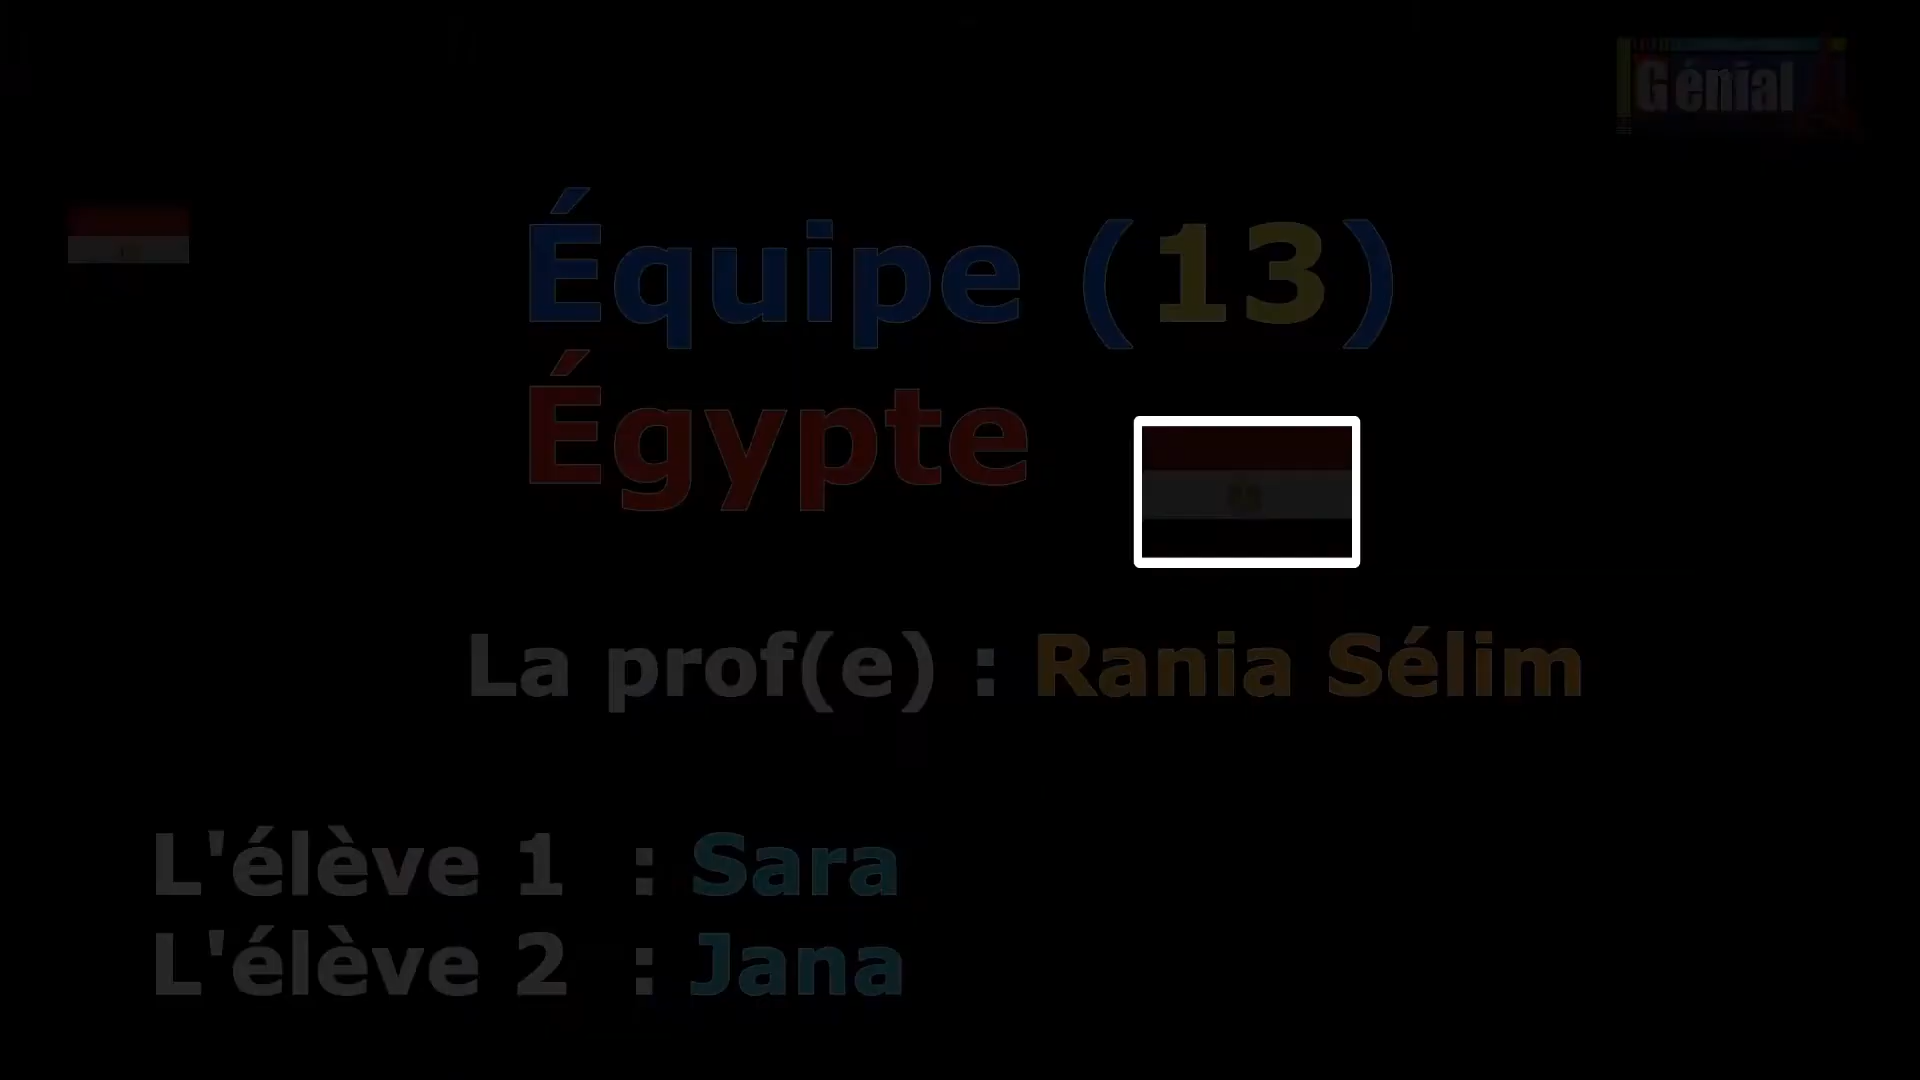 Génial
Équipe (13)
Égypte
La prof(e) : Rania Sélim
L'élève 1 : Sara
L'élève 2 : Jana